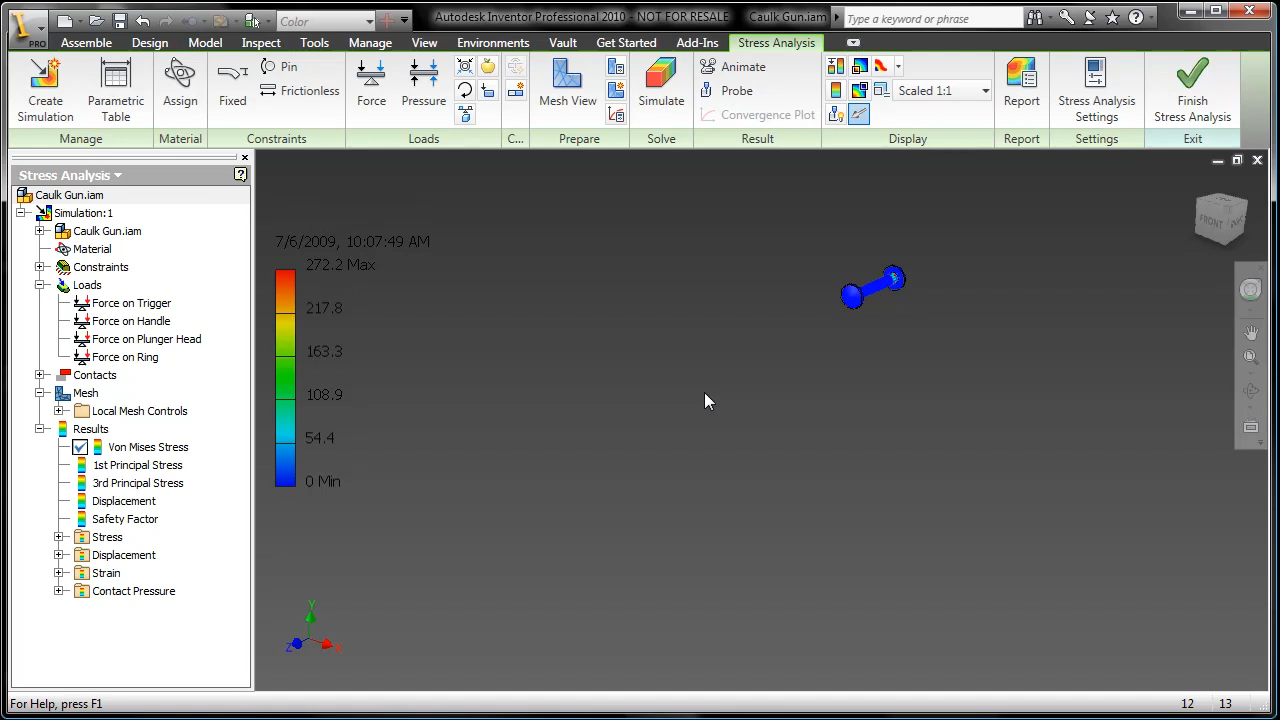 Color
Autodesk Inventor Professional 2010 - NOT FOR RESALE Caulk Gun.iam
Type a keyword or phrase
PRO
Assemble Design Model Inspect Tools Manage View Environments Vault Get Started Add-Ins Stress Analysis
Create Simulation
Parametric Table
Assign
Fixed
Pin
Frictionless
Force
Pressure
Mesh View
Simulate
Animate
Probe
Convergence Plot
Scaled 1:1
Report
Stress Analysis Settings
Finish Stress Analysis
Manage Material Constraints Loads C... Prepare Solve Result Display Report Settings Exit
Stress Analysis
Caulk Gun.iam
Simulation:1
Caulk Gun.iam
Material
Constraints
Loads
Force on Trigger
Force on Handle
Force on Plunger Head
Force on Ring
Contacts
Mesh
Local Mesh Controls
Results
Von Mises Stress
1st Principal Stress
3rd Principal Stress
Displacement
Safety Factor
Stress
Displacement
Strain
Contact Pressure
7/6/2009, 10:07:49 AM
272.2 Max
217.8
163.3
108.9
54.4
0 Min
FRONT
Y
Z
X
For Help, press F1
12 13